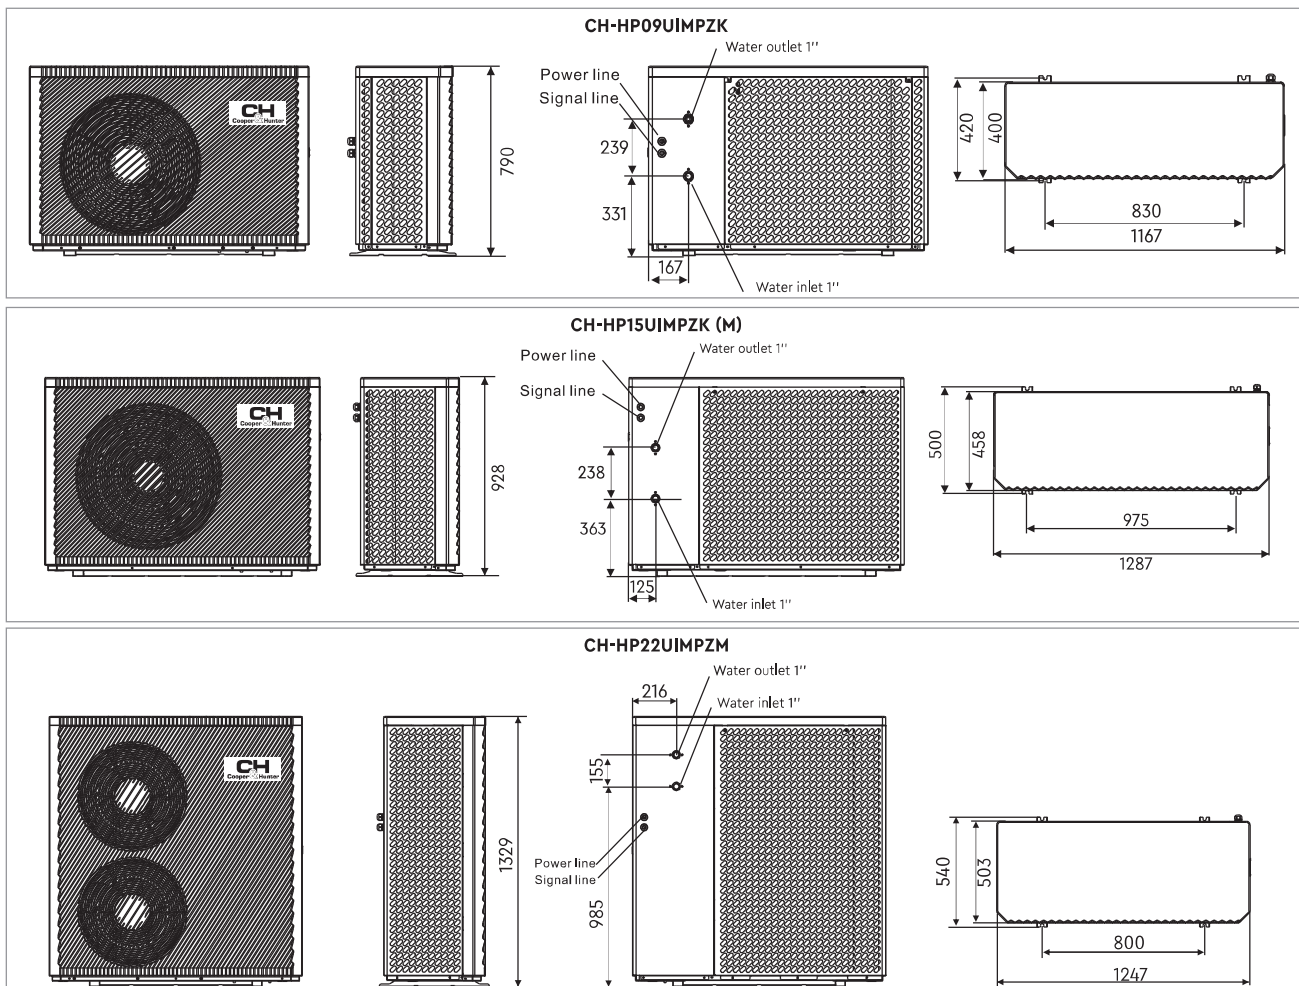 CH-HP09UIMPZK
Water outlet 1''
Power line
Signal line
CH
Cooper&Hunter
790
239
331
167
Water inlet 1''
420
400
830
1167
CH-HP15UIMPZK (M)
Water outlet 1''
Power line
Signal line
CH
Cooper&Hunter
928
238
363
125
Water inlet 1''
500
458
975
1287
CH-HP22UIMPZM
Water outlet 1''
216
Water inlet 1''
CH
Cooper&Hunter
155
1329
Power line
Signal line
985
540
503
800
1247